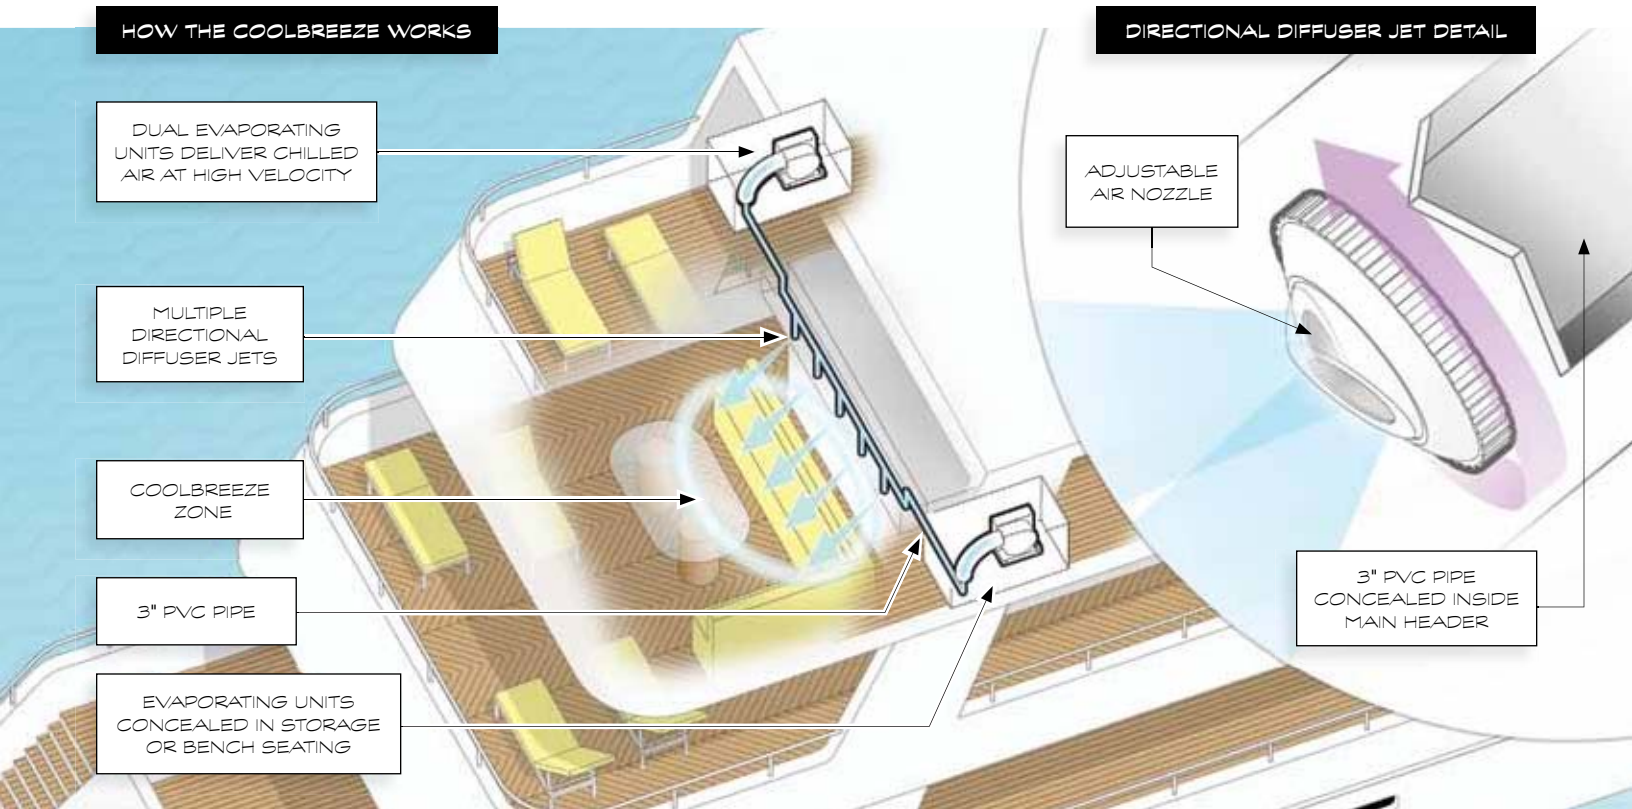 HOW THE COOLBREEZE WORKS
DUAL EVAPORATING
UNITS DELIVER CHILLED
AIR AT HIGH VELOCITY
MULTIPLE
DIRECTIONAL
DIFFUSER JETS
COOLBREEZE
ZONE
3" PVC PIPE
EVAPORATING UNITS
CONCEALED IN STORAGE
OR BENCH SEATING
DIRECTIONAL DIFFUSER JET DETAIL
ADJUSTABLE
AIR NOZZLE
3" PVC PIPE
CONCEALED INSIDE
MAIN HEADER